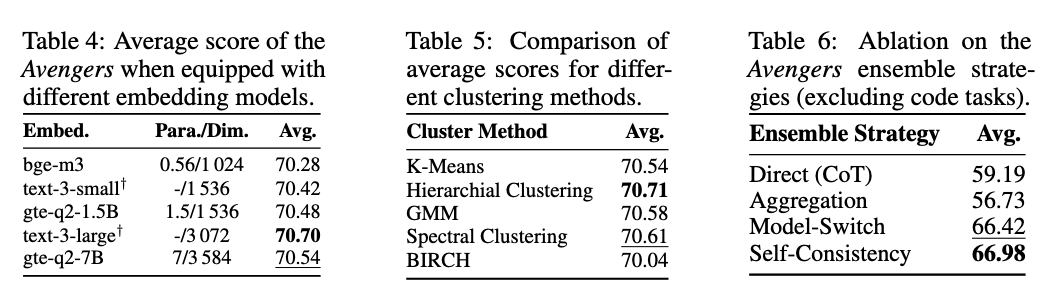 Table 4: Average score of the
Avengers when equipped with
different embedding models.
Embed. Para./Dim. Avg.
bge-m3 0.56/1 024 70.28
text-3-small† -/1 536 70.42
gte-q2-1.5B 1.5/1 536 70.48
text-3-large† -/3 072 70.70
gte-q2-7B 7/3 584 70.54
Table 5: Comparison of
average scores for differ-
ent clustering methods.
Cluster Method Avg.
K-Means 70.54
Hierarchial Clustering 70.71
GMM 70.58
Spectral Clustering 70.61
BIRCH 70.04
Table 6: Ablation on the
Avengers ensemble strate-
gies (excluding code tasks).
Ensemble Strategy Avg.
Direct (CoT) 59.19
Aggregation 56.73
Model-Switch 66.42
Self-Consistency 66.98